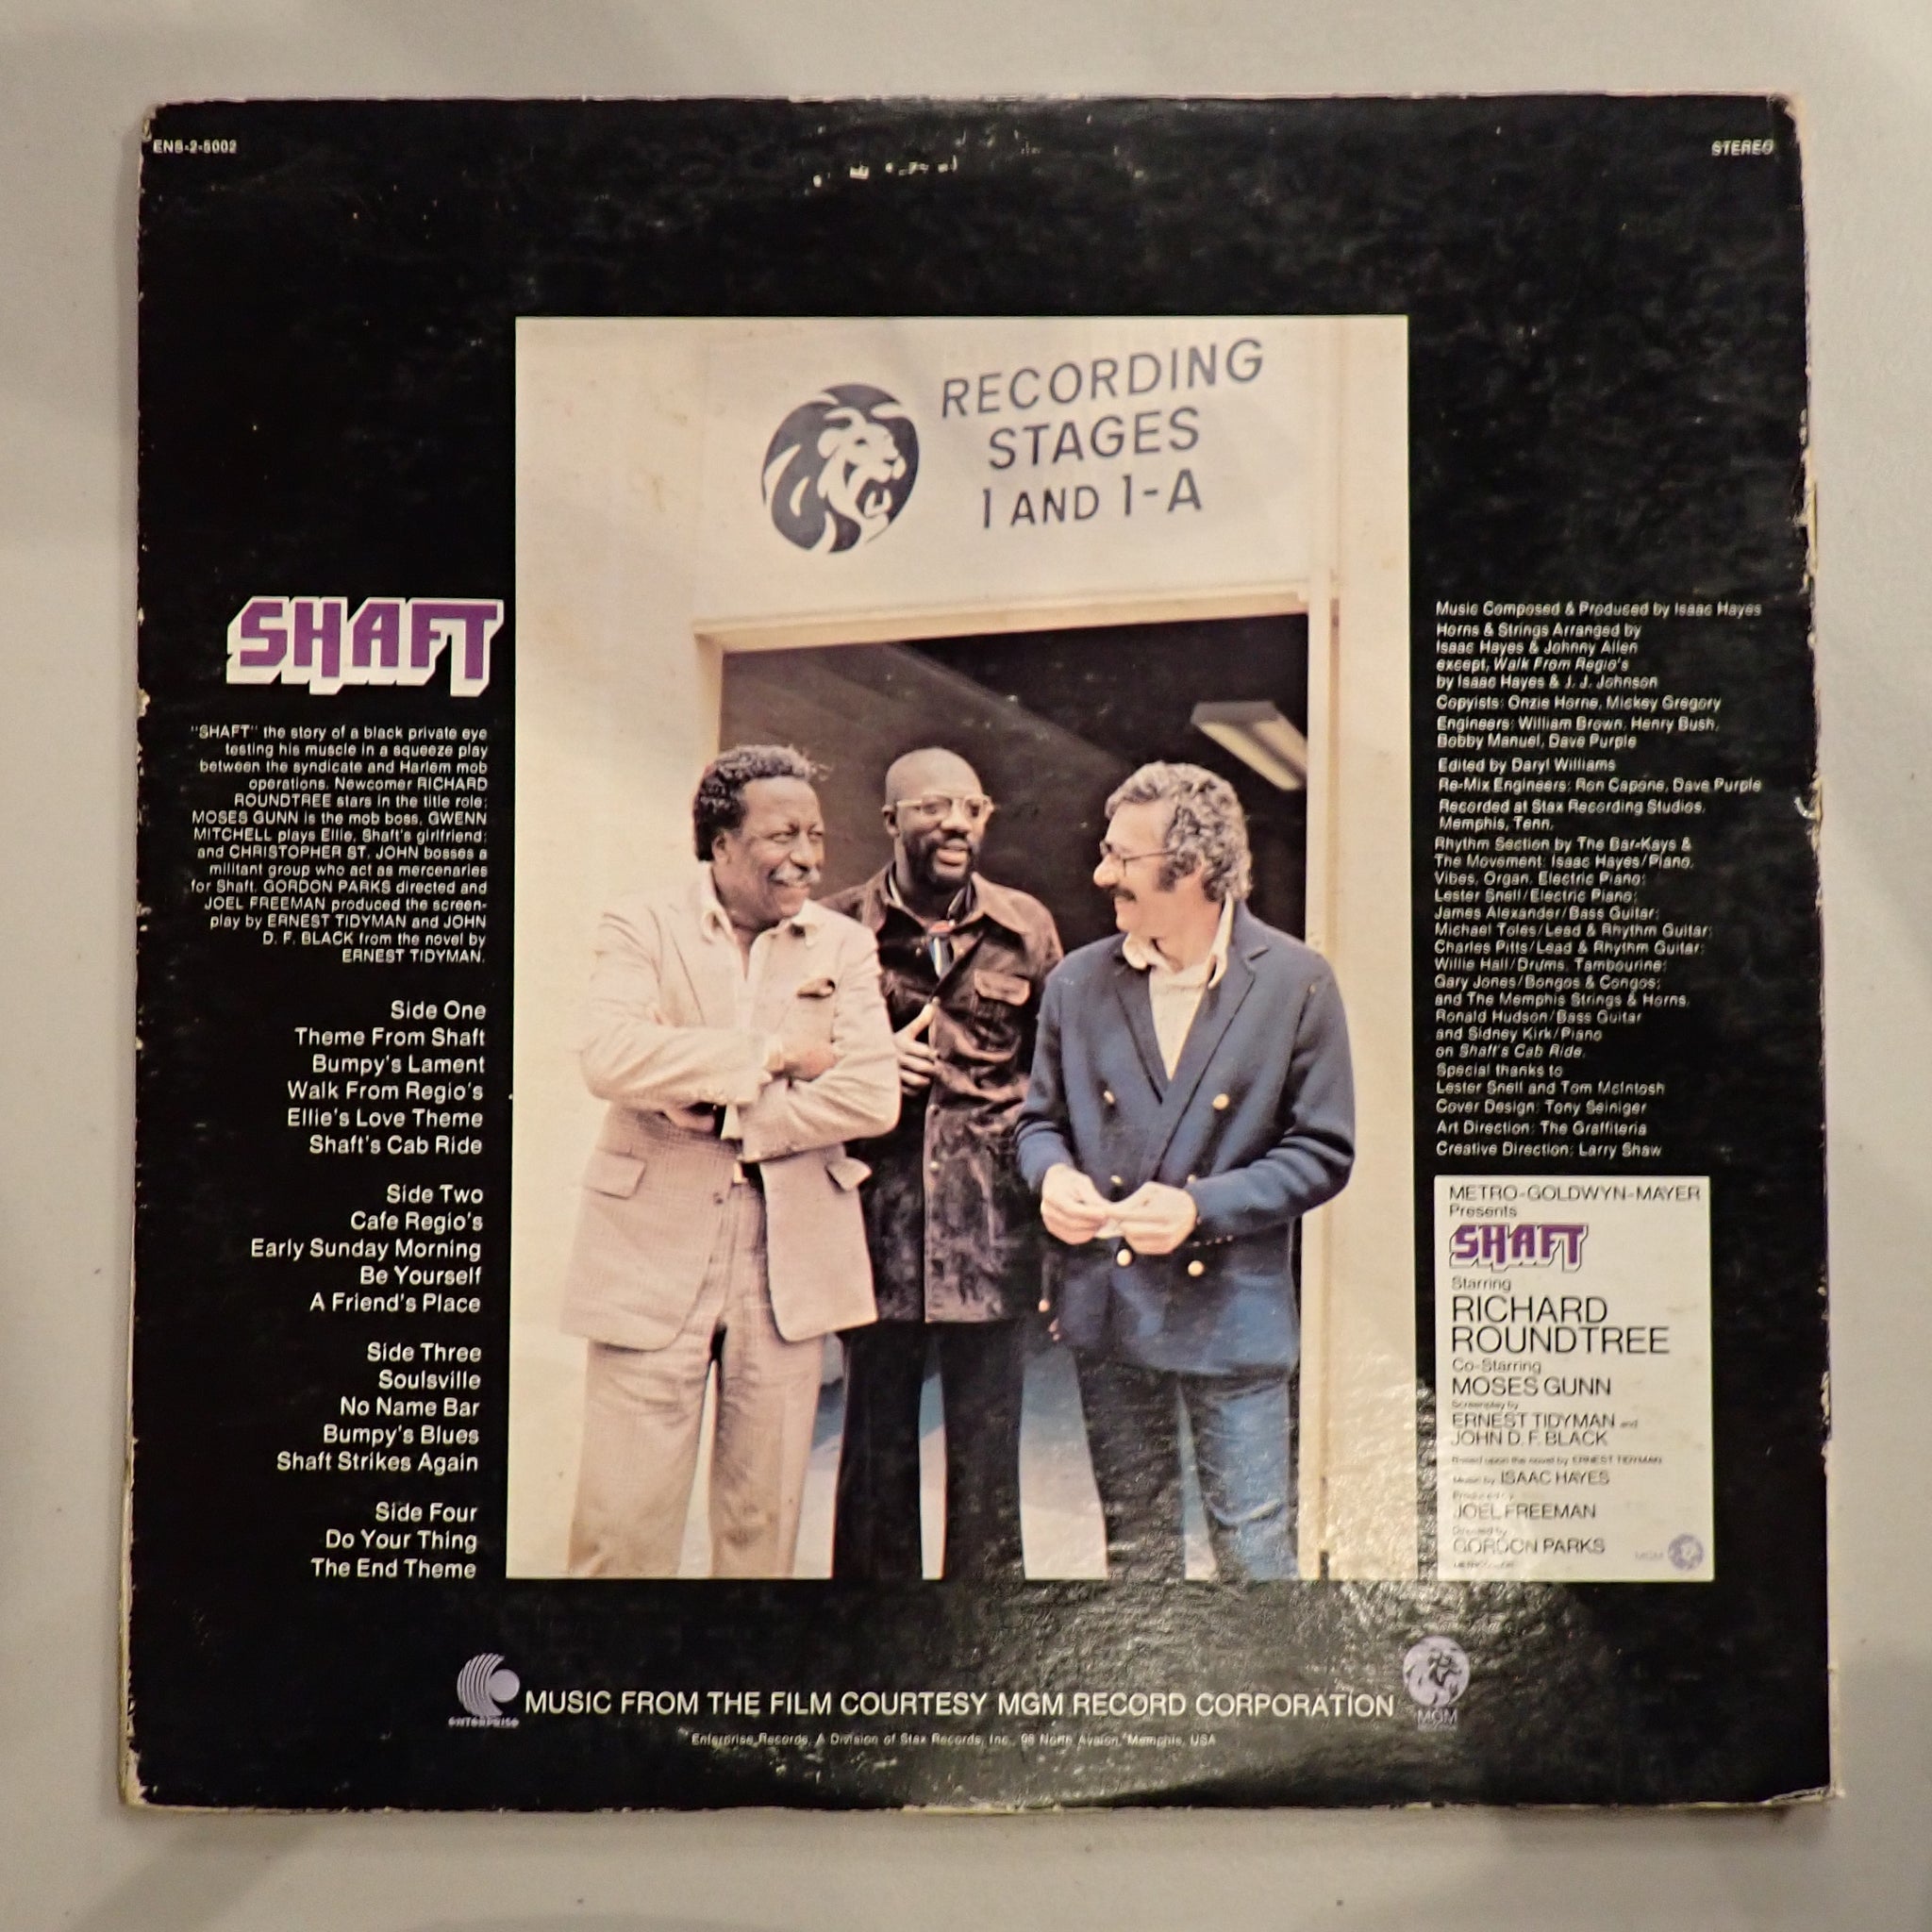 ENS-2-5002
STEREO
RECORDING
STAGES
1 AND 1-A
SHAFT
"SHAFT" the story of a black private eye
testing his muscle in a squeeze play
between the syndicate and Harlem mob
operations. Newcomer RICHARD
ROUNDTREE stars in the title role;
MOSES GUNN is the mob boss, GWENN
MITCHELL plays Ellie, Shaft's girlfriend;
and CHRISTOPHER ST. JOHN bosses a
militant group who act as mercenaries
for Shaft. GORDON PARKS directed and
JOEL FREEMAN produced the screen-
play by ERNEST TIDYMAN and JOHN
D. F. BLACK from the novel by
ERNEST TIDYMAN.
Side One
Theme From Shaft
Bumpy's Lament
Walk From Regio's
Ellie's Love Theme
Shaft's Cab Ride
Side Two
Cafe Regio's
Early Sunday Morning
Be Yourself
A Friend's Place
Side Three
Soulsville
No Name Bar
Bumpy's Blues
Shaft Strikes Again
Side Four
Do Your Thing
The End Theme
Music Composed & Produced by Isaac Hayes
Horns & Strings Arranged by
Isaac Hayes & Johnny Allen
except, Walk From Regio's
by Isaac Hayes & J. J. Johnson
Copyists: Onzie Horne, Mickey Gregory
Engineers: William Brown, Henry Bush,
Bobby Manuel, Dave Purple
Edited by Daryl Williams
Re-Mix Engineers: Ron Capone, Dave Purple
Recorded at Stax Recording Studios,
Memphis, Tenn.
Rhythm Section by The Bar-Kays &
The Movement: Isaac Hayes/Piano,
Vibes, Organ, Electric Piano;
Lester Snell/Electric Piano;
James Alexander/Bass Guitar;
Michael Toles/Lead & Rhythm Guitar;
Charles Pitts/Lead & Rhythm Guitar;
Willie Hall/Drums, Tambourine;
Gary Jones/Bongos & Congos;
and The Memphis Strings & Horns.
Ronald Hudson/Bass Guitar
and Sidney Kirk/Piano
on Shaft's Cab Ride.
Special thanks to
Lester Snell and Tom McIntosh
Cover Design: Tony Seiniger
Art Direction: The Graffiteria
Creative Direction: Larry Shaw
METRO-GOLDWYN-MAYER
Presents
SHAFT
Starring
RICHARD
ROUNDTREE
Co-Starring
MOSES GUNN
Screenplay by
ERNEST TIDYMAN and
JOHN D. F. BLACK
Based upon the novel by ERNEST TIDYMAN
Music by ISAAC HAYES
Produced by
JOEL FREEMAN
Directed by
GORDON PARKS
METROCOLOR
MGM
ENTERPRISE
MUSIC FROM THE FILM COURTESY MGM RECORD CORPORATION
MGM
Enterprise Records, A Division of Stax Records, Inc., 98 North Avalon, Memphis, USA